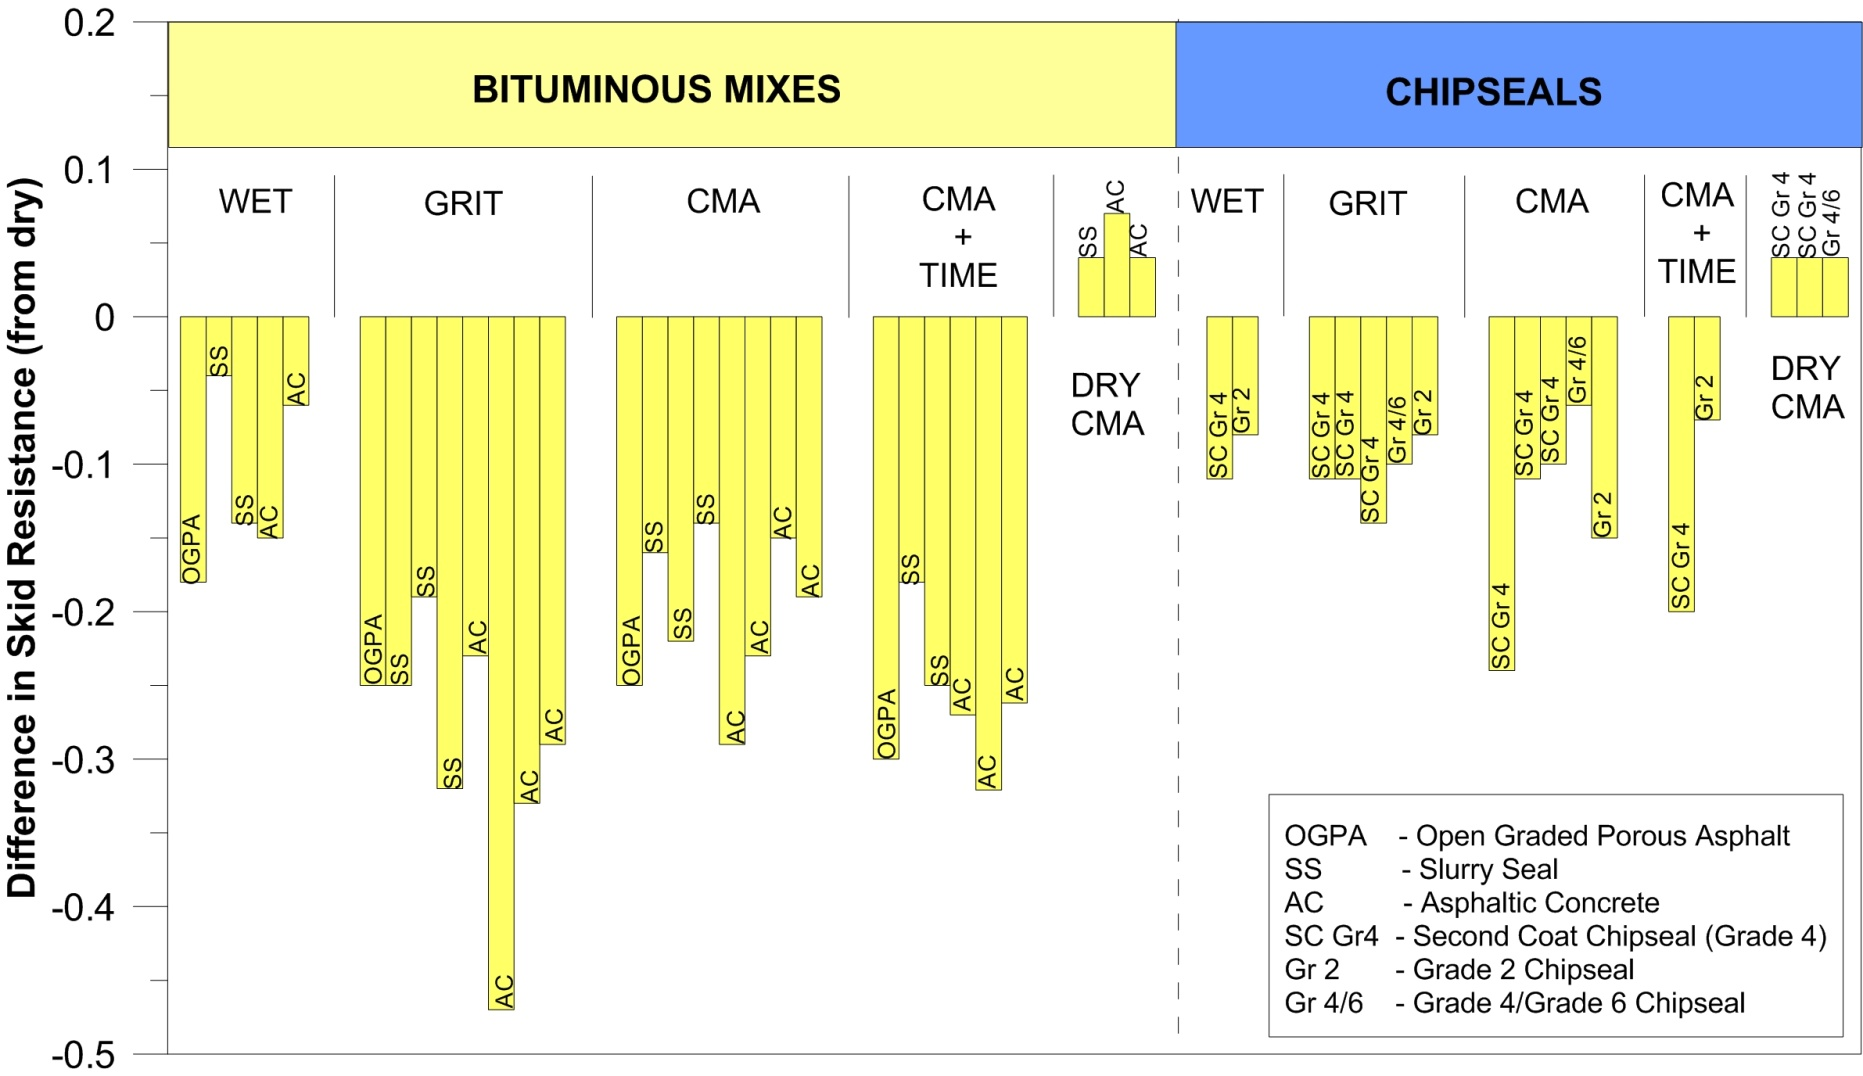 Difference in Skid Resistance (from dry)
0.2
0.1
0
-0.1
-0.2
-0.3
-0.4
-0.5
BITUMINOUS MIXES
CHIPSEALS
WET
OGPA
SS
SS
AC
AC
GRIT
OGPA
SS
SS
SS
AC
AC
AC
AC
CMA
OGPA
SS
SS
SS
AC
AC
AC
AC
CMA
+
TIME
OGPA
SS
SS
AC
AC
AC
SS
AC
AC
DRY
CMA
WET
SC Gr 4
Gr 2
GRIT
SC Gr 4
SC Gr 4
SC Gr 4
Gr 4/6
Gr 2
CMA
SC Gr 4
SC Gr 4
SC Gr 4
Gr 4/6
Gr 2
CMA
+
TIME
SC Gr 4
Gr 2
SC Gr 4
SC Gr 4
Gr 4/6
DRY
CMA
OGPA - Open Graded Porous Asphalt
SS - Slurry Seal
AC - Asphaltic Concrete
SC Gr4 - Second Coat Chipseal (Grade 4)
Gr 2 - Grade 2 Chipseal
Gr 4/6 - Grade 4/Grade 6 Chipseal